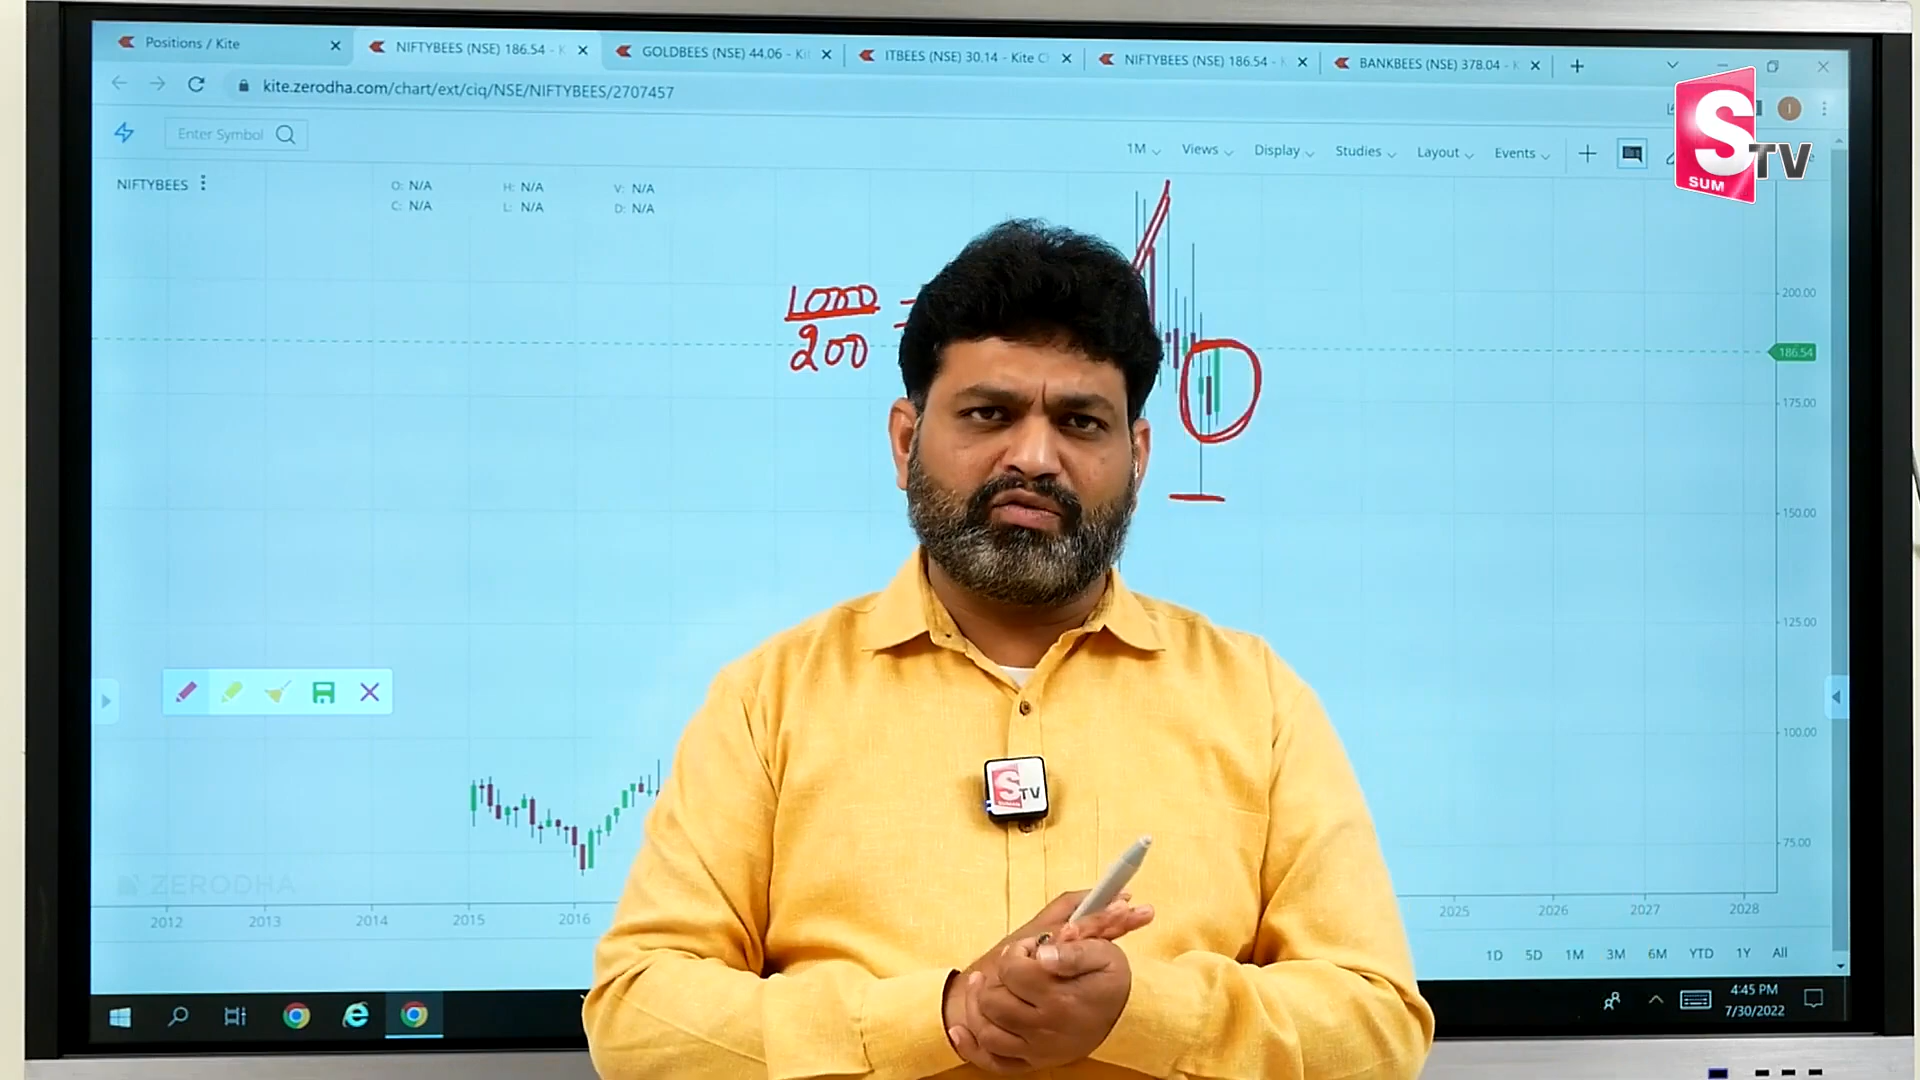 Positions / Kite
NIFTYBEES (NSE) 186.54 - K
GOLDBEES (NSE) 44.06 - Ki
ITBEES (NSE) 30.14 - Kite C
NIFTYBEES (NSE) 186.54 -
BANKBEES (NSE) 378.04 -
kite.zerodha.com/chart/ext/ciq/NSE/NIFTYBEES/2707457
Enter Symbol
1M Views Display Studies Layout Events
S TV
SUM
NIFTYBEES
O: N/A H: N/A V: N/A
C: N/A L: N/A D: N/A
1000 =
200
200.00
186.54
175.00
150.00
125.00
100.00
75.00
S TV
ZERODHA
2012 2013 2014 2015 2016 2025 2026 2027 2028
1D 5D 1M 3M 6M YTD 1Y All
4:45 PM
7/30/2022